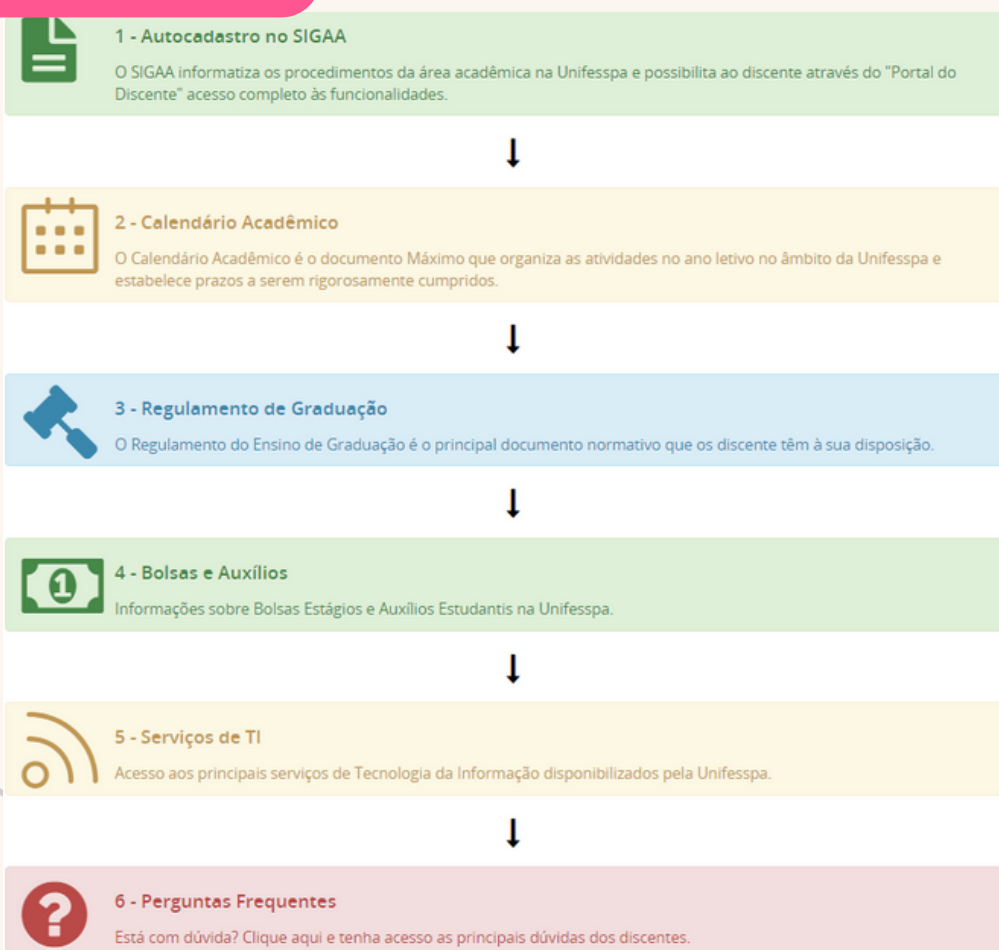 1 - Autocadastro no SIGAA
O SIGAA informatiza os procedimentos da área acadêmica na Unifesspa e possibilita ao discente através do "Portal do
Discente" acesso completo às funcionalidades.
2 - Calendário Acadêmico
O Calendário Acadêmico é o documento Máximo que organiza as atividades no ano letivo no âmbito da Unifesspa e
estabelece prazos a serem rigorosamente cumpridos.
3 - Regulamento de Graduação
O Regulamento do Ensino de Graduação é o principal documento normativo que os discente têm à sua disposição.
1
4 - Bolsas e Auxílios
Informações sobre Bolsas Estágios e Auxílios Estudantis na Unifesspa.
5 - Serviços de TI
Acesso aos principais serviços de Tecnologia da Informação disponibilizados pela Unifesspa.
?
6 - Perguntas Frequentes
Está com dúvida? Clique aqui e tenha acesso as principais dúvidas dos discentes.